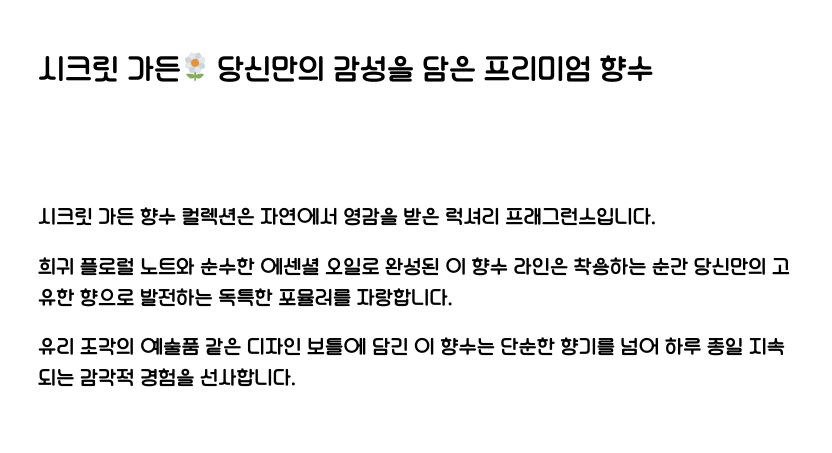 시크릿 가든🌼 당신만의 감성을 담은 프리미엄 향수
시크릿 가든 향수 컬렉션은 자연에서 영감을 받은 럭셔리 프래그런스입니다.
희귀 플로럴 노트와 순수한 에센셜 오일로 완성된 이 향수 라인은 착용하는 순간 당신만의 고
유한 향으로 발전하는 독특한 포뮬러를 자랑합니다.
유리 조각의 예술품 같은 디자인 보틀에 담긴 이 향수는 단순한 향기를 넘어 하루 종일 지속
되는 감각적 경험을 선사합니다.